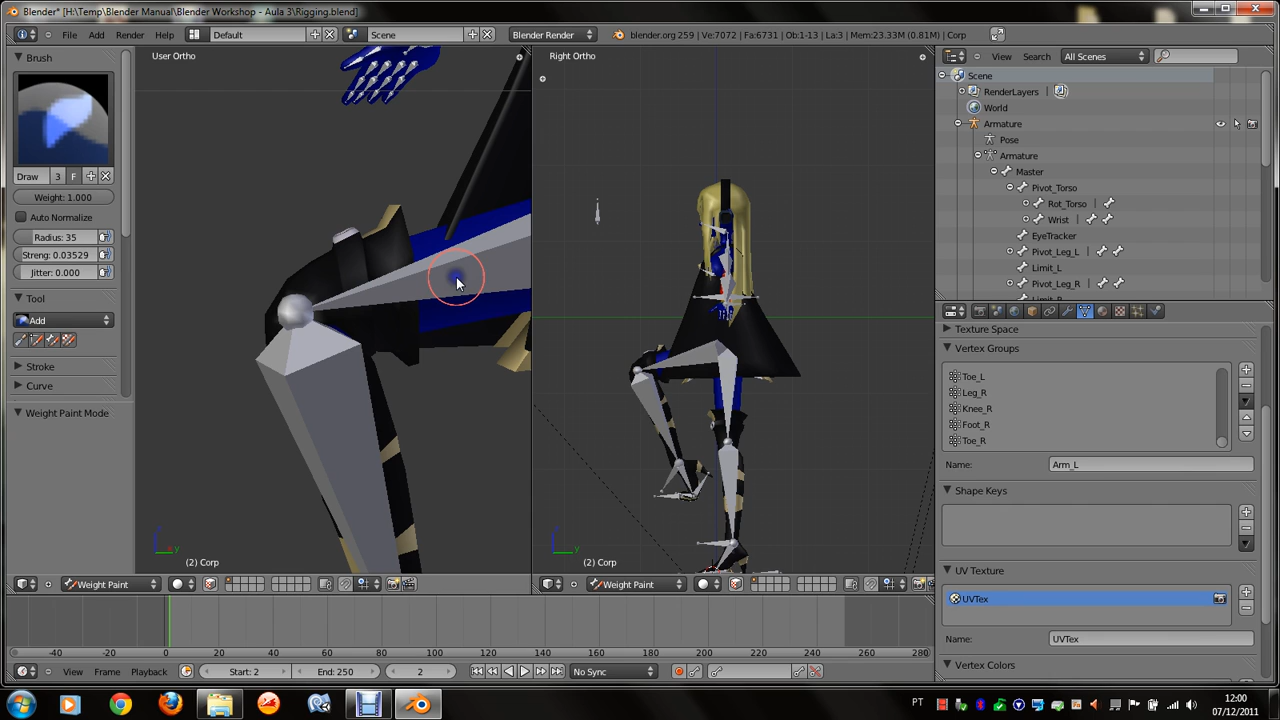 Blender* [H:\Temp\Blender Manual\Blender Workshop - Aula 3\Rigging.blend]
File Add Render Help Default Scene Blender Render blender.org 259 | Ve:7072 | Fa:6731 | Ob:1-13 | La:3 | Mem:23.33M (0.81M) | Corp
Brush
Draw 3 F
Weight: 1.000
Auto Normalize
Radius: 35
Streng: 0.03529
Jitter: 0.000
Tool
Add
Stroke
Curve
Weight Paint Mode
User Ortho
(2) Corp
Weight Paint
Right Ortho
(2) Corp
Weight Paint
View Search All Scenes
Scene
RenderLayers |
World
Armature
Pose
Armature
Master
Pivot_Torso
Rot_Torso
Wrist
EyeTracker
Pivot_Leg_L
Limit_L
Pivot_Leg_R
Limit_R
Texture Space
Vertex Groups
Toe_L
Leg_R
Knee_R
Foot_R
Toe_R
Name: Arm_L
Shape Keys
UV Texture
UVTex
Name: UVTex
Vertex Colors
-40 -20 0 20 40 60 80 100 120 140 160 180 200 220 240 260 280
View Frame Playback Start: 2 End: 250 2 No Sync
PT
12:00
07/12/2011